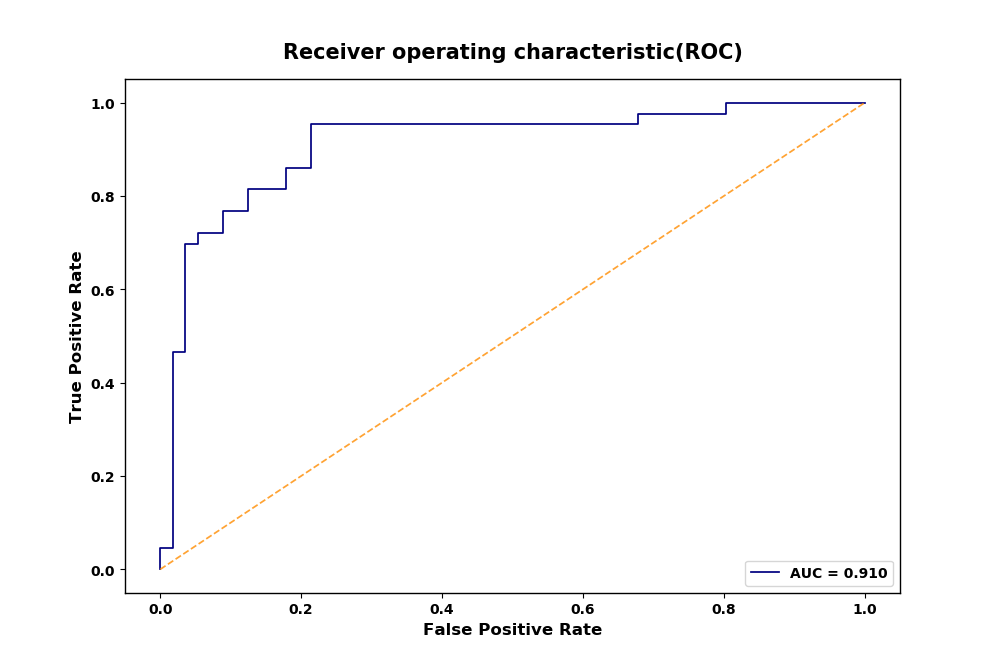 Receiver operating characteristic(ROC)
True Positive Rate
1.0
0.8
0.6
0.4
0.2
0.0
0.0 0.2 0.4 0.6 0.8 1.0
False Positive Rate
AUC = 0.910